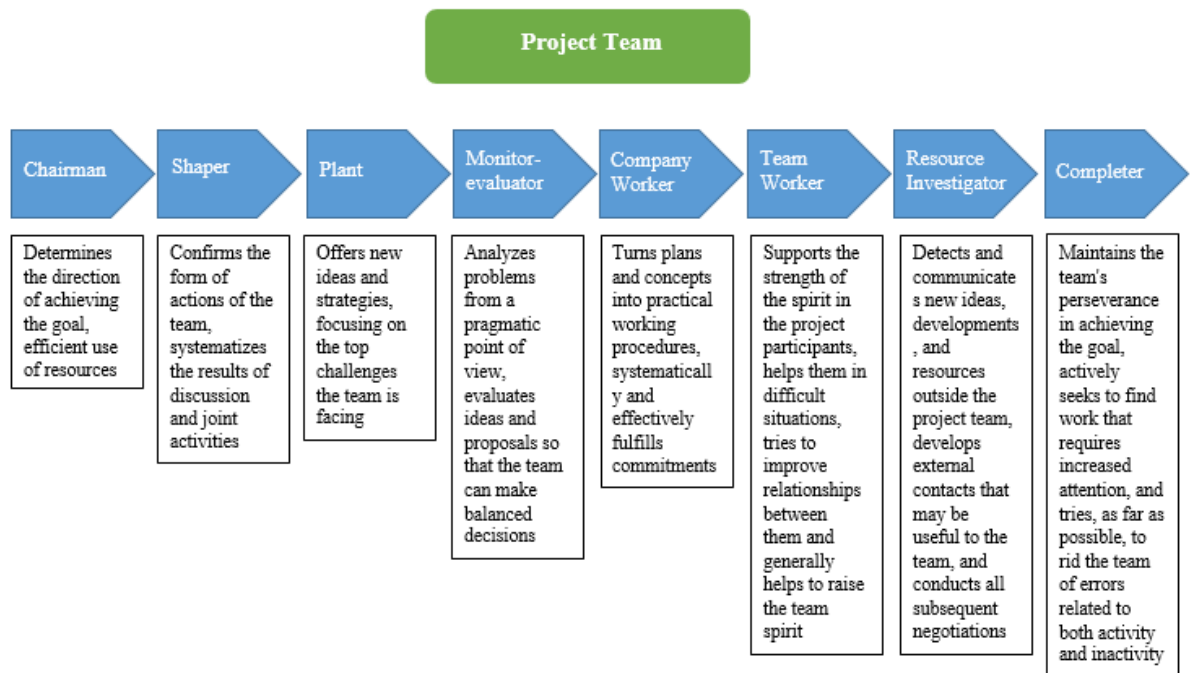 Project Team
Chairman
Shaper
Plant
Monitor-
evaluator
Company
Worker
Team
Worker
Resource
Investigator
Completer
Determines
the direction
of achieving
the goal,
efficient use
of resources
Confirms the
form of
actions of the
team,
systematizes
the results of
discussion
and joint
activities
Offers new
ideas and
strategies,
focusing on
the top
challenges
the team is
facing
Analyzes
problems
from a
pragmatic
point of
view,
evaluates
ideas and
proposals so
that the team
can make
balanced
decisions
Turns plans
and concepts
into practical
working
procedures,
systematicall
y and
effectively
fulfills
commitments
Supports the
strength of
the spirit in
the project
participants,
helps them in
difficult
situations,
tries to
improve
relationships
between
them and
generally
helps to raise
the team
spirit
Detects and
communicate
s new ideas,
developments
, and
resources
outside the
project team,
develops
external
contacts that
may be
useful to the
team, and
conducts all
subsequent
negotiations
Maintains the
team's
perseverance
in achieving
the goal,
actively
seeks to find
work that
requires
increased
attention, and
tries, as far as
possible, to
rid the team
of errors
related to
both activity
and inactivity